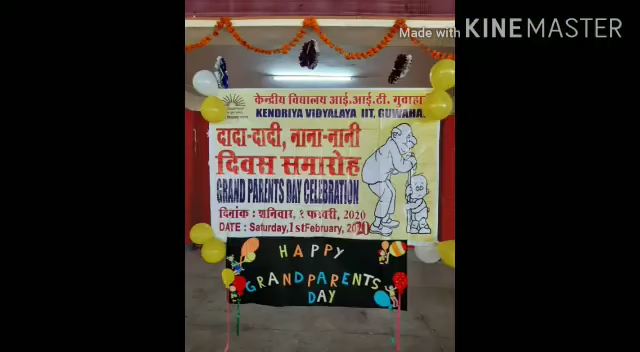 Made with KINEMASTER
केन्द्रीय विद्यालय आई.आई.टी. गुवाहा.
KENDRIYA VIDYALAYA IIT, GUWAHA.
दादा-दादी, नाना-नानी
दिवस समारोह
GRAND PARENTS DAY CELEBRATION
दिनांक : शनिवार, १ फरवरी, 2020
DATE : Saturday, 1st February, 2020
HAPPY
GRANDPARENTS
DAY